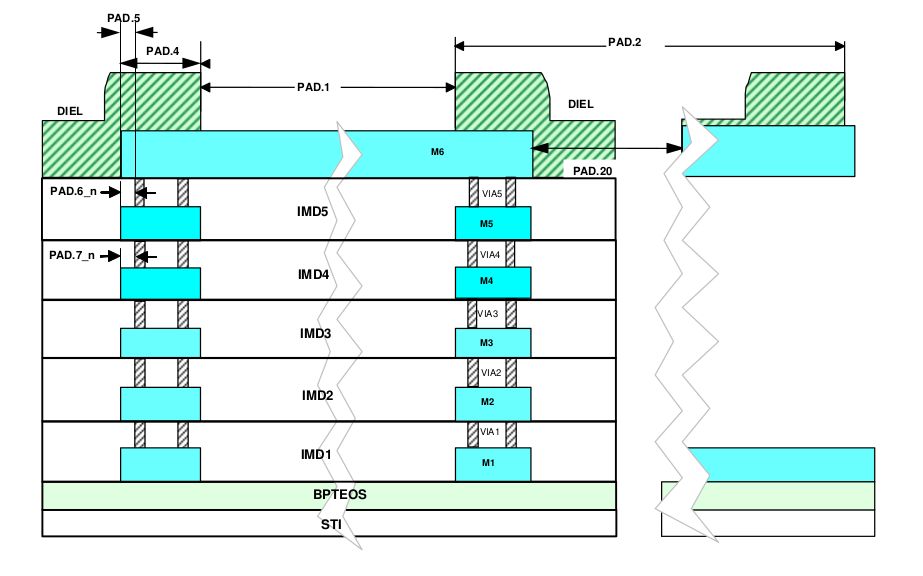 PAD.5
PAD.4
PAD.2
PAD.1
DIEL
DIEL
M6
PAD.20
PAD.6_n
VIA5
IMD5
M5
PAD.7_n
VIA4
IMD4
M4
VIA3
IMD3
M3
VIA2
IMD2
M2
VIA1
IMD1
M1
BPTEOS
STI